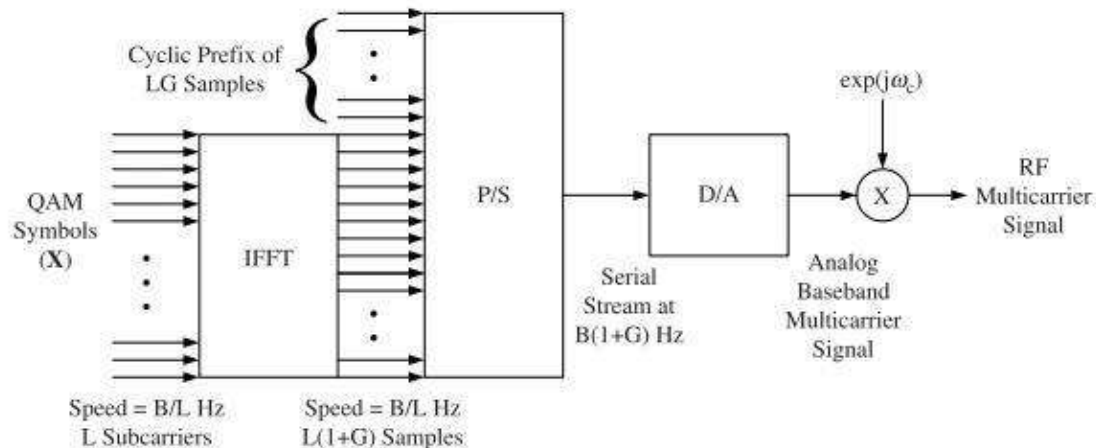 Cyclic Prefix of
LG Samples
exp(jω_c)
QAM
Symbols
(X)
IFFT
P/S
D/A
X
RF
Multicarrier
Signal
Serial
Stream at
B(1+G) Hz
Analog
Baseband
Multicarrier
Signal
Speed = B/L Hz
L Subcarriers
Speed = B/L Hz
L(1+G) Samples